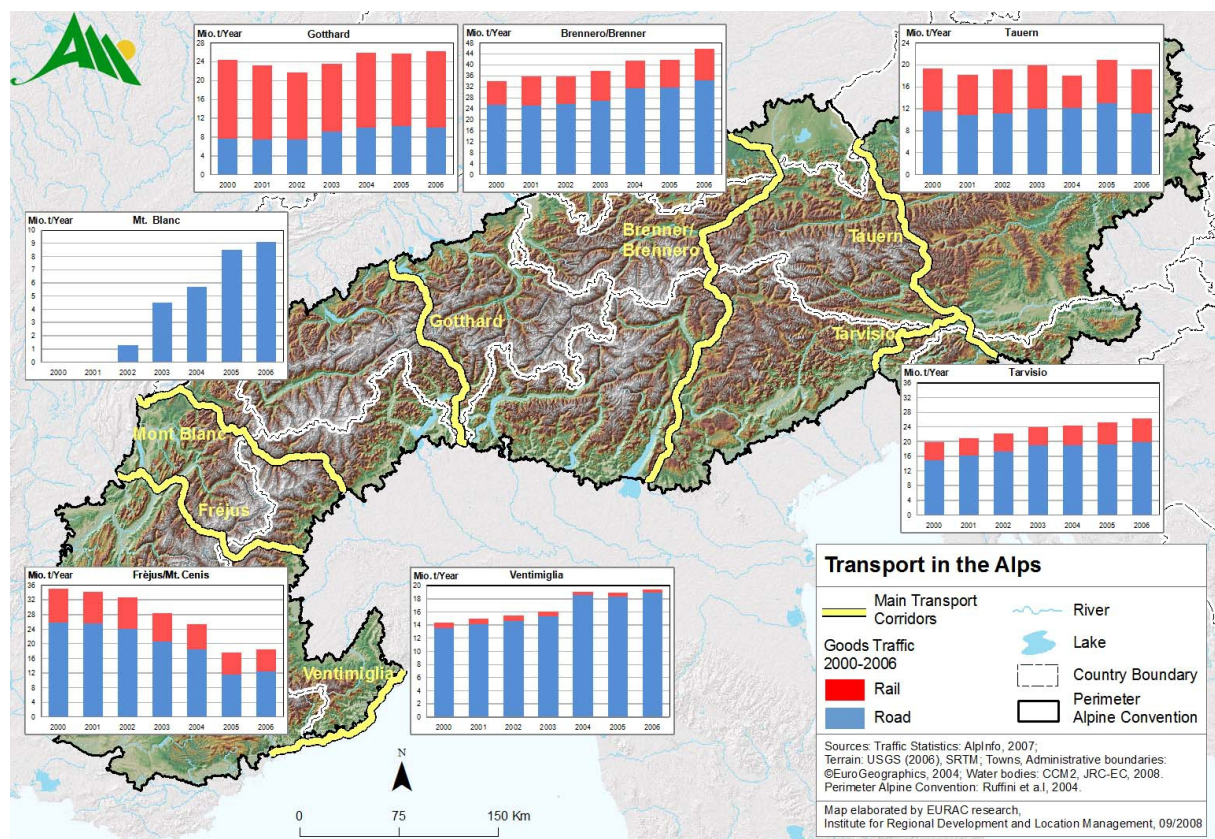 Mio. t/Year
Gotthard
28
24
20
16
12
8
4
0
2000 2001 2002 2003 2004 2005 2006
Mio. t/Year
Brennero/Brenner
48
44
40
36
32
28
24
20
16
12
8
4
0
2000 2001 2002 2003 2004 2005 2006
Mio. t/Year
Tauern
24
20
16
12
8
4
0
2000 2001 2002 2003 2004 2005 2006
Mio. t/Year
Mt. Blanc
10
9
8
7
6
5
4
3
2
1
0
2000 2001 2002 2003 2004 2005 2006
Brenner/
Brennero
Tauern
Gotthard
Tarvisio
Mont Blanc
Fréjus
Ventimiglia
Mio. t/Year
Tarvisio
36
32
28
24
20
16
12
8
4
0
2000 2001 2002 2003 2004 2005 2006
Mio. t/Year
Frèjus/Mt. Cenis
36
32
28
24
20
16
12
8
4
0
2000 2001 2002 2003 2004 2005 2006
Mio. t/Year
Ventimiglia
20
18
16
14
12
10
8
6
4
2
0
2000 2001 2002 2003 2004 2005 2006
N
0 75 150 Km
Transport in the Alps
Main Transport
Corridors
Goods Traffic
2000-2006
Rail
Road
River
Lake
Country Boundary
Perimeter
Alpine Convention
Sources: Traffic Statistics: AlpInfo, 2007;
Terrain: USGS (2006), SRTM; Towns, Administrative boundaries:
©EuroGeographics, 2004; Water bodies: CCM2, JRC-EC, 2008.
Perimeter Alpine Convention: Ruffini et a.l, 2004.
Map elaborated by EURAC research,
Institute for Regional Development and Location Management, 09/2008